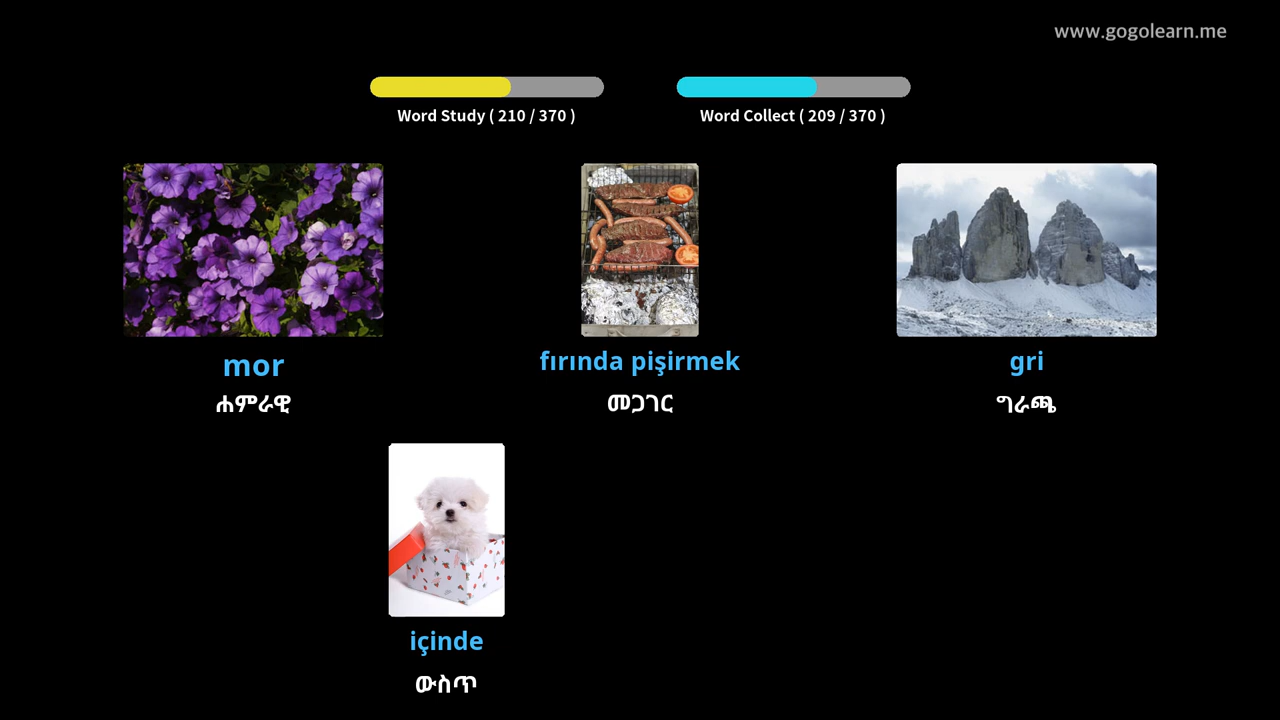 www.gogolearn.me
Word Study ( 210 / 370 )
Word Collect ( 209 / 370 )
mor
ሐምራዊ
fırında pişirmek
መጋገር
gri
ግራጫ
içinde
ውስጥ